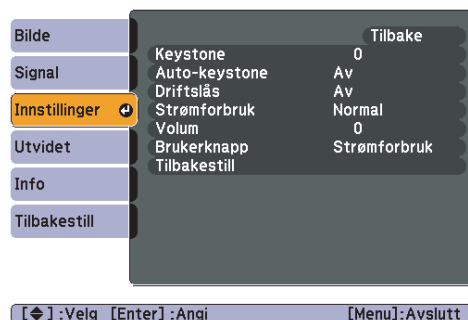 Bilde
Signal
Innstillinger
Utvidet
Info
Tilbakestill
Tilbake
Keystone 0
Auto-keystone Av
Driftslås Av
Strømforbruk Normal
Volum 0
Brukerknapp Strømforbruk
Tilbakestill
[◆] :Velg [Enter] :Angi [Menu]:Avslutt